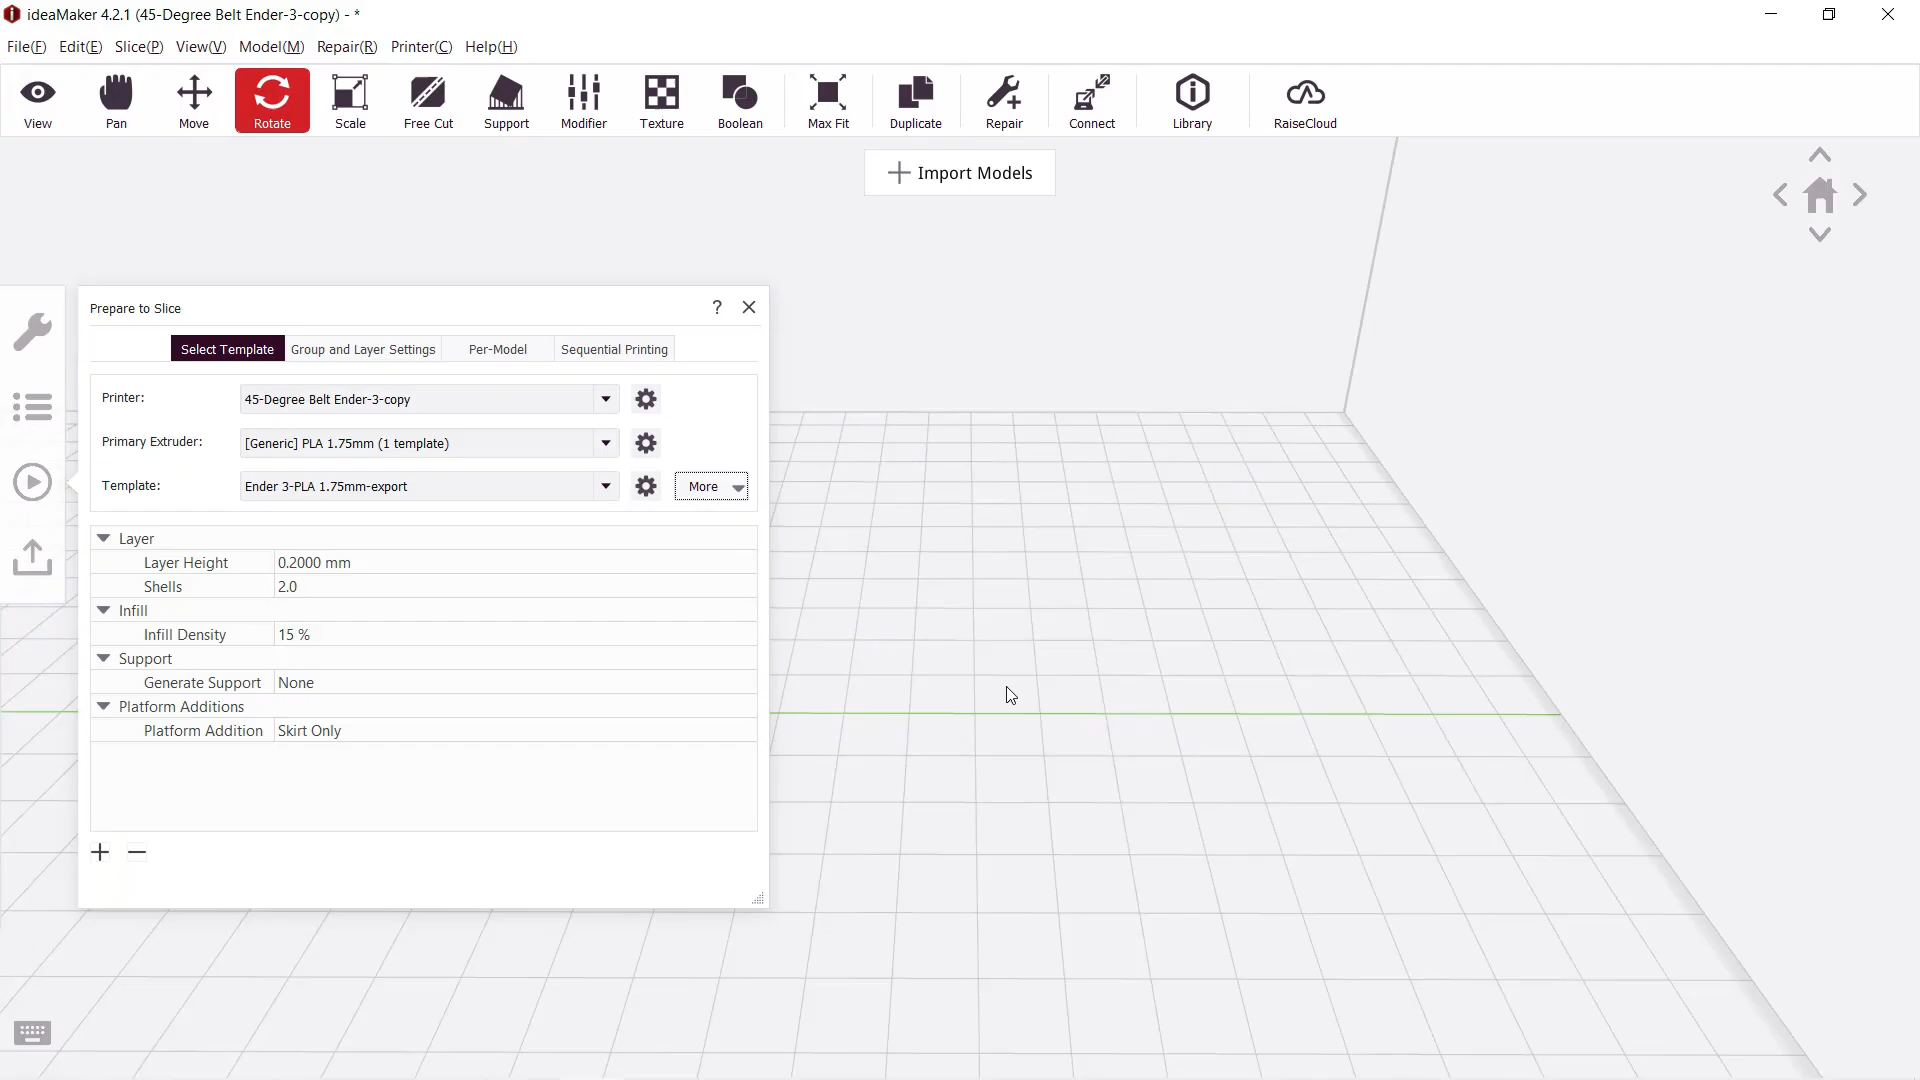 ideaMaker 4.2.1 (45-Degree Belt Ender-3-copy) - *
File(F) Edit(E) Slice(P) View(V) Model(M) Repair(R) Printer(C) Help(H)
View Pan Move Rotate Scale Free Cut Support Modifier Texture Boolean Max Fit Duplicate Repair Connect Library RaiseCloud
Import Models
Prepare to Slice ?
Select Template Group and Layer Settings Per-Model Sequential Printing
Printer: 45-Degree Belt Ender-3-copy
Primary Extruder: [Generic] PLA 1.75mm (1 template)
Template: Ender 3-PLA 1.75mm-export More
Layer
Layer Height 0.2000 mm
Shells 2.0
Infill
Infill Density 15 %
Support
Generate Support None
Platform Additions
Platform Addition Skirt Only